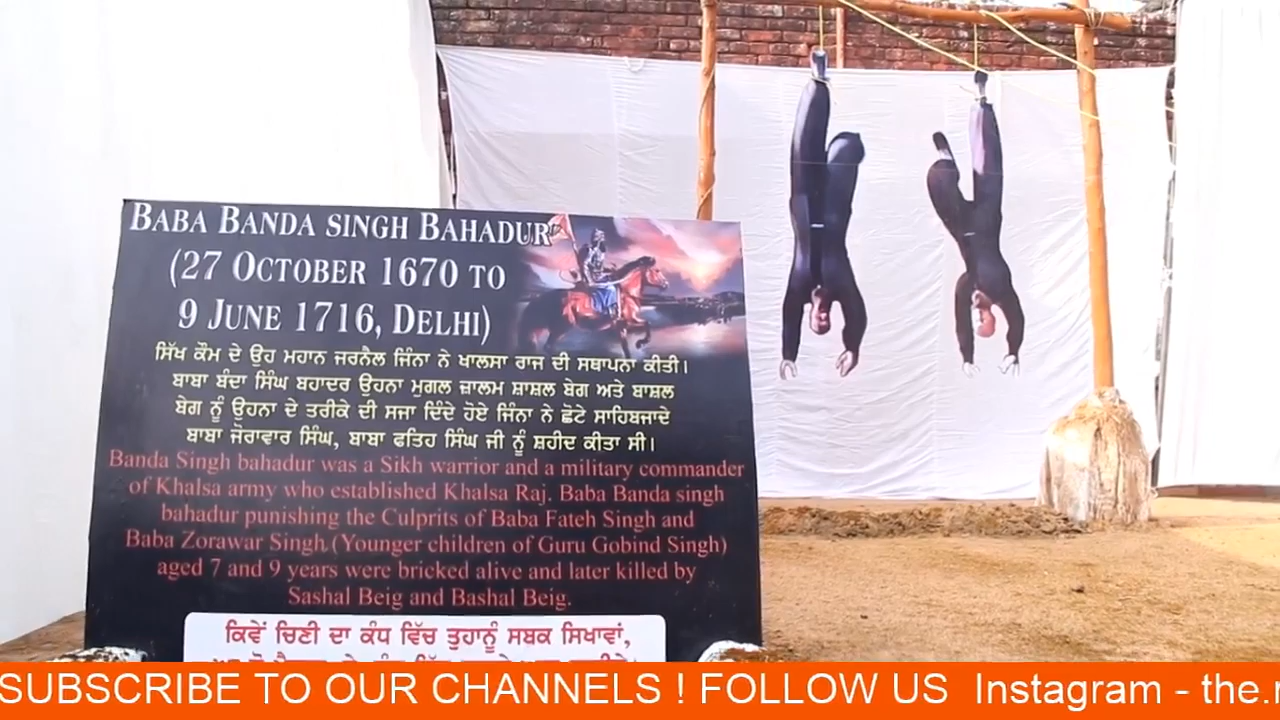 BABA BANDA SINGH BAHADUR
(27 OCTOBER 1670 TO
9 JUNE 1716, DELHI)
ਸਿੱਖ ਕੌਮ ਦੇ ਉਹ ਮਹਾਨ ਜਰਨੈਲ ਜਿੰਨਾ ਨੇ ਖਾਲਸਾ ਰਾਜ ਦੀ ਸਥਾਪਨਾ ਕੀਤੀ।
ਬਾਬਾ ਬੰਦਾ ਸਿੰਘ ਬਹਾਦਰ ਉਹਨਾ ਮੁਗਲ ਜ਼ਾਲਮ ਸ਼ਾਸ਼ਲ ਬੇਗ ਅਤੇ ਬਾਸ਼ਲ
ਬੇਗ ਨੂੰ ਉਹਨਾ ਦੇ ਤਰੀਕੇ ਦੀ ਸਜਾ ਦਿੰਦੇ ਹੋਏ ਜਿੰਨਾ ਨੇ ਛੋਟੇ ਸਾਹਿਬਜਾਦੇ
ਬਾਬਾ ਜੋਰਾਵਾਰ ਸਿੰਘ, ਬਾਬਾ ਫਤਿਹ ਸਿੰਘ ਜੀ ਨੂੰ ਸ਼ਹੀਦ ਕੀਤਾ ਸੀ।
Banda Singh bahadur was a Sikh warrior and a military commander
of Khalsa army who established Khalsa Raj. Baba Banda singh
bahadur punishing the Culprits of Baba Fateh Singh and
Baba Zorawar Singh (Younger children of Guru Gobind Singh)
aged 7 and 9 years were bricked alive and later killed by
Sashal Beig and Bashal Beig.
ਕਿਵੇਂ ਚਿਣੀ ਦਾ ਕੰਧ ਵਿੱਚ ਤੁਹਾਨੂੰ ਸਬਕ ਸਿਖਾਵਾਂ,
SUBSCRIBE TO OUR CHANNELS ! FOLLOW US Instagram - the.